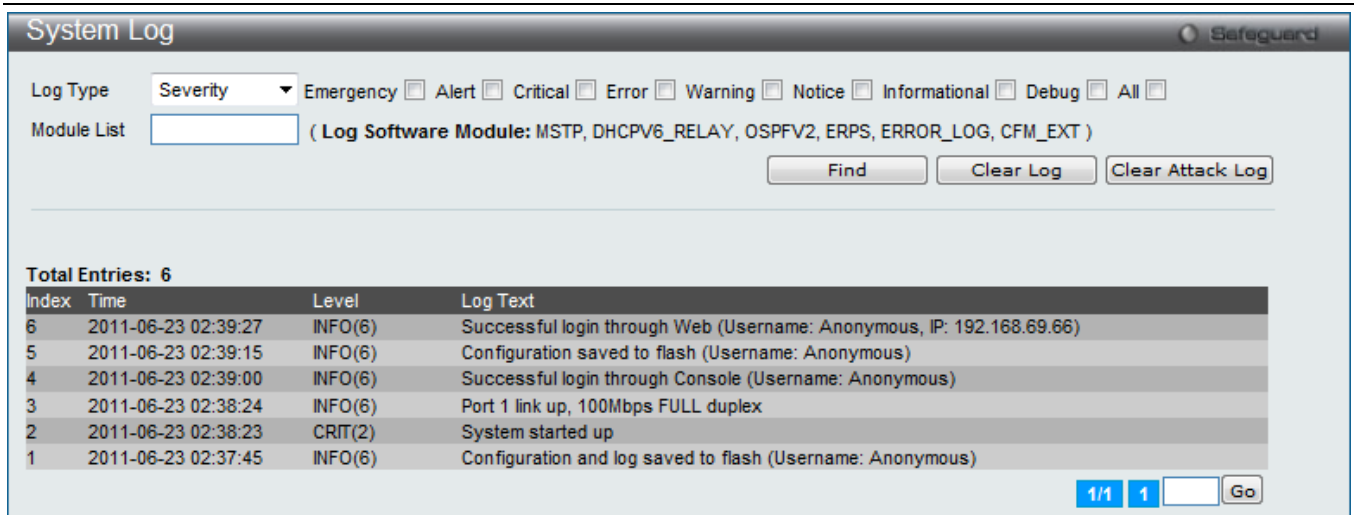 System Log Safeguard
Log Type Severity Emergency Alert Critical Error Warning Notice Informational Debug All
Module List ( Log Software Module: MSTP, DHCPV6_RELAY, OSPFV2, ERPS, ERROR_LOG, CFM_EXT )
Find Clear Log Clear Attack Log
Total Entries: 6
Index Time Level Log Text
6 2011-06-23 02:39:27 INFO(6) Successful login through Web (Username: Anonymous, IP: 192.168.69.66)
5 2011-06-23 02:39:15 INFO(6) Configuration saved to flash (Username: Anonymous)
4 2011-06-23 02:39:00 INFO(6) Successful login through Console (Username: Anonymous)
3 2011-06-23 02:38:24 INFO(6) Port 1 link up, 100Mbps FULL duplex
2 2011-06-23 02:38:23 CRIT(2) System started up
1 2011-06-23 02:37:45 INFO(6) Configuration and log saved to flash (Username: Anonymous)
1/1 1 Go